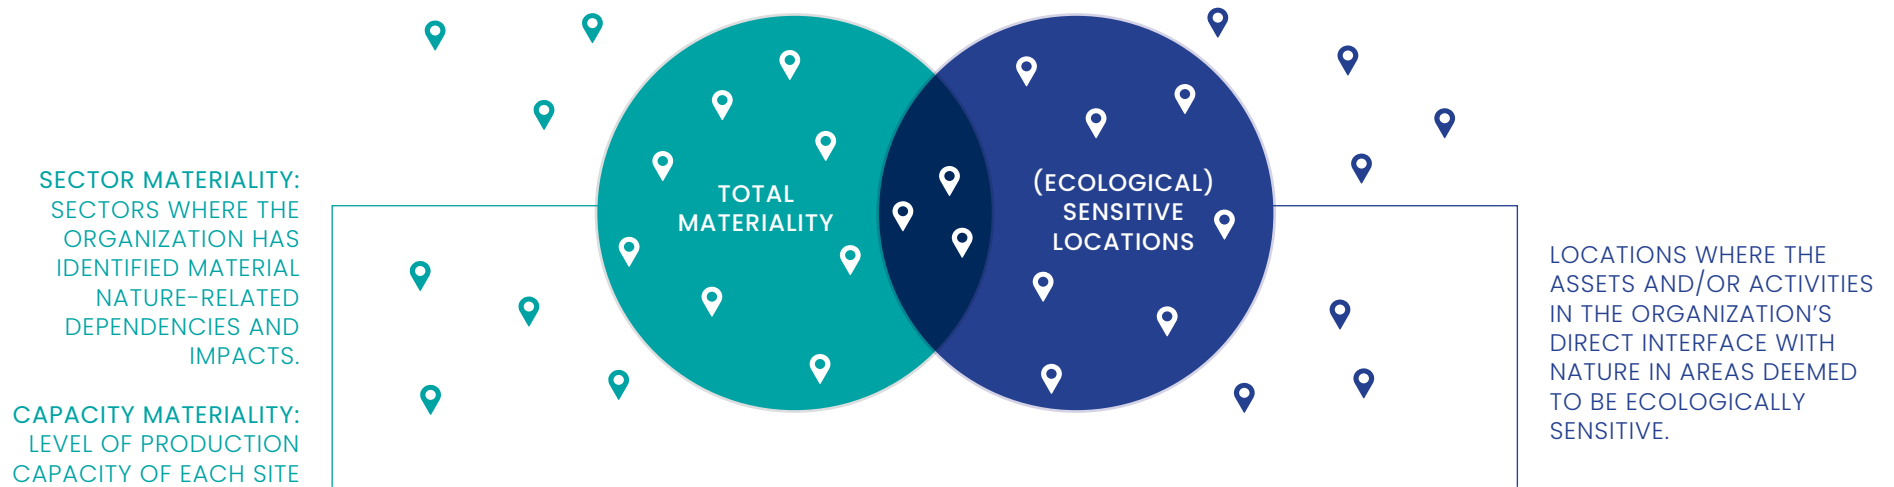 SECTOR MATERIALITY:
SECTORS WHERE THE
ORGANIZATION HAS
IDENTIFIED MATERIAL
NATURE-RELATED
DEPENDENCIES AND
IMPACTS.
CAPACITY MATERIALITY:
LEVEL OF PRODUCTION
CAPACITY OF EACH SITE
TOTAL
MATERIALITY
(ECOLOGICAL)
SENSITIVE
LOCATIONS
LOCATIONS WHERE THE
ASSETS AND/OR ACTIVITIES
IN THE ORGANIZATION'S
DIRECT INTERFACE WITH
NATURE IN AREAS DEEMED
TO BE ECOLOGICALLY
SENSITIVE.